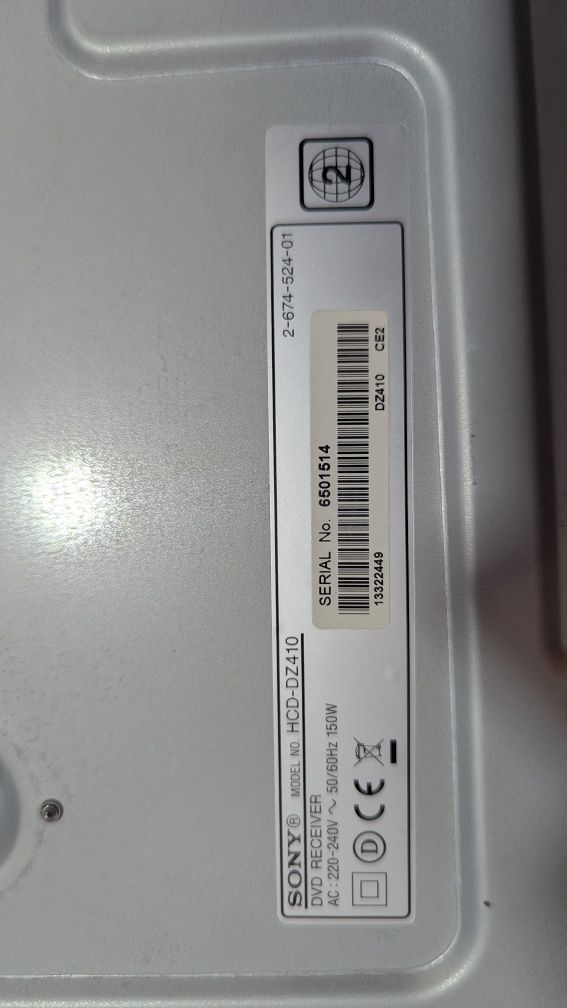 SONY® MODEL NO. HCD-DZ410
DVD RECEIVER
AC : 220-240V ~ 50/60Hz 150W
D CE
SERIAL No. 6501514
13322449 DZ410 CE2
2-674-524-01
2